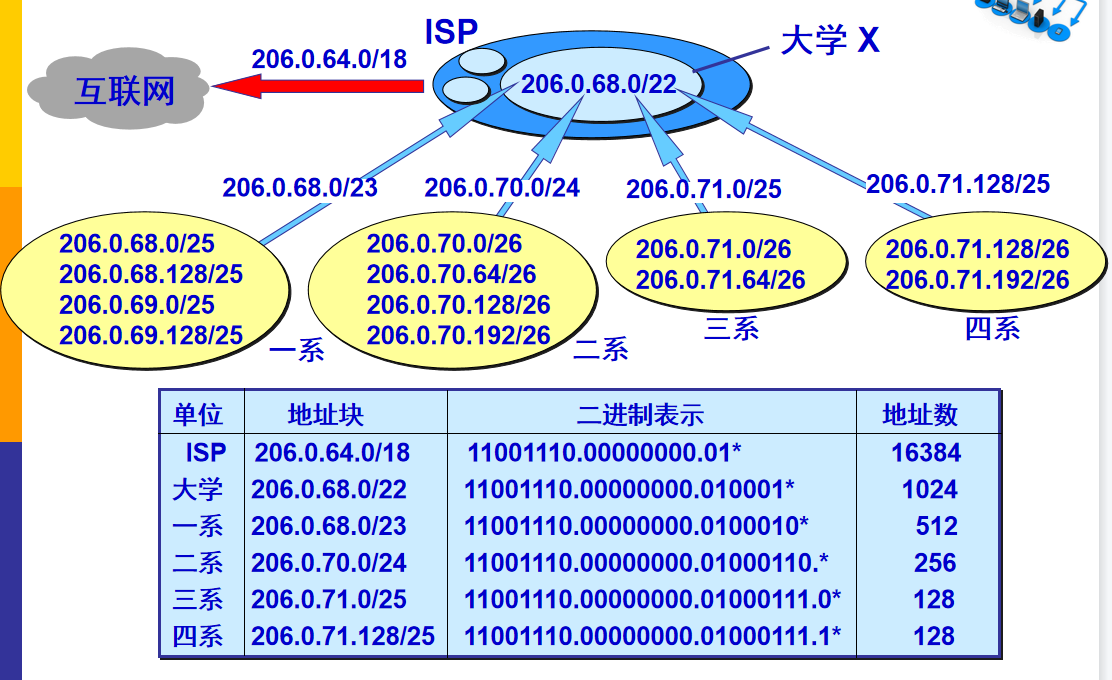 ISP
大学 X
206.0.64.0/18
互联网
206.0.68.0/22
206.0.68.0/23
206.0.70.0/24
206.0.71.0/25
206.0.71.128/25
206.0.68.0/25
206.0.68.128/25
206.0.69.0/25
206.0.69.128/25
一系
206.0.70.0/26
206.0.70.64/26
206.0.70.128/26
206.0.70.192/26
二系
206.0.71.0/26
206.0.71.64/26
三系
206.0.71.128/26
206.0.71.192/26
四系
单位 地址块 二进制表示 地址数
ISP 206.0.64.0/18 11001110.00000000.01* 16384
大学 206.0.68.0/22 11001110.00000000.010001* 1024
一系 206.0.68.0/23 11001110.00000000.0100010* 512
二系 206.0.70.0/24 11001110.00000000.01000110.* 256
三系 206.0.71.0/25 11001110.00000000.01000111.0* 128
四系 206.0.71.128/25 11001110.00000000.01000111.1* 128